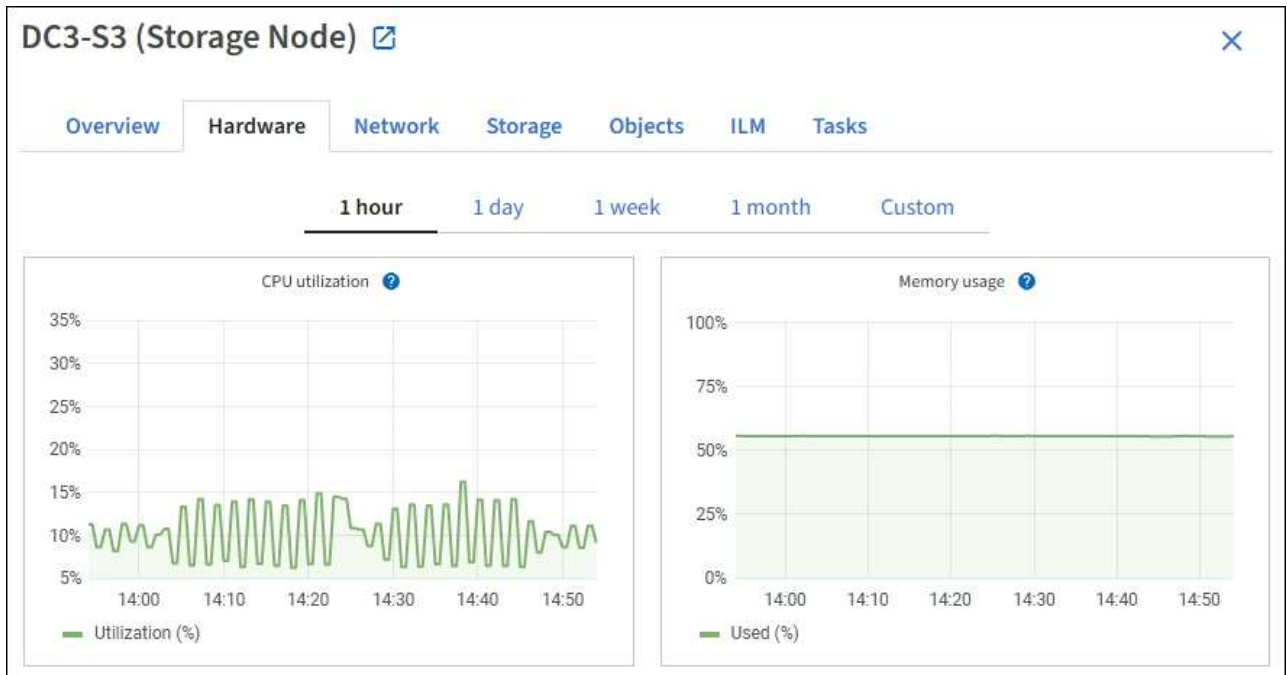 DC3-S3 (Storage Node)
Overview Hardware Network Storage Objects ILM Tasks
1 hour 1 day 1 week 1 month Custom
CPU utilization ?
35%
30%
25%
20%
15%
10%
5%
14:00 14:10 14:20 14:30 14:40 14:50
Utilization (%)
Memory usage ?
100%
75%
50%
25%
0%
14:00 14:10 14:20 14:30 14:40 14:50
Used (%)